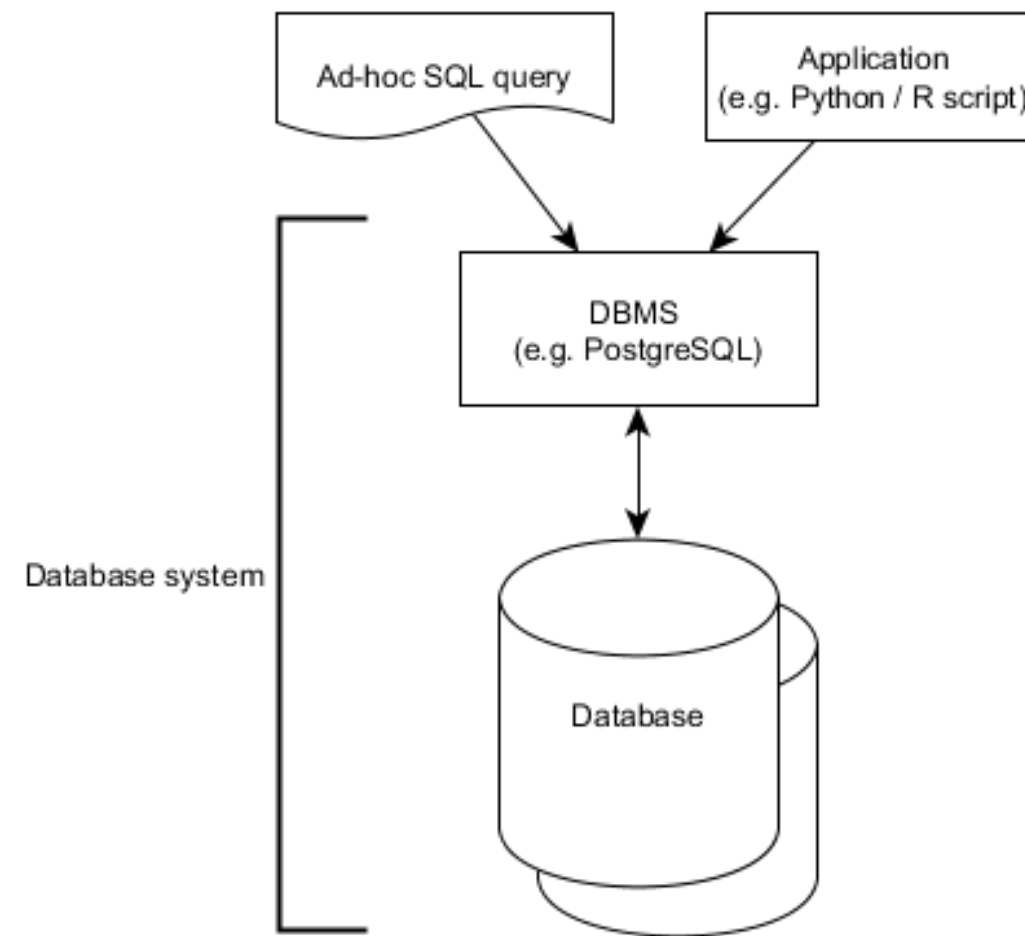 Ad-hoc SQL query
Application
(e.g. Python / R script)
DBMS
(e.g. PostgreSQL)
Database system
Database